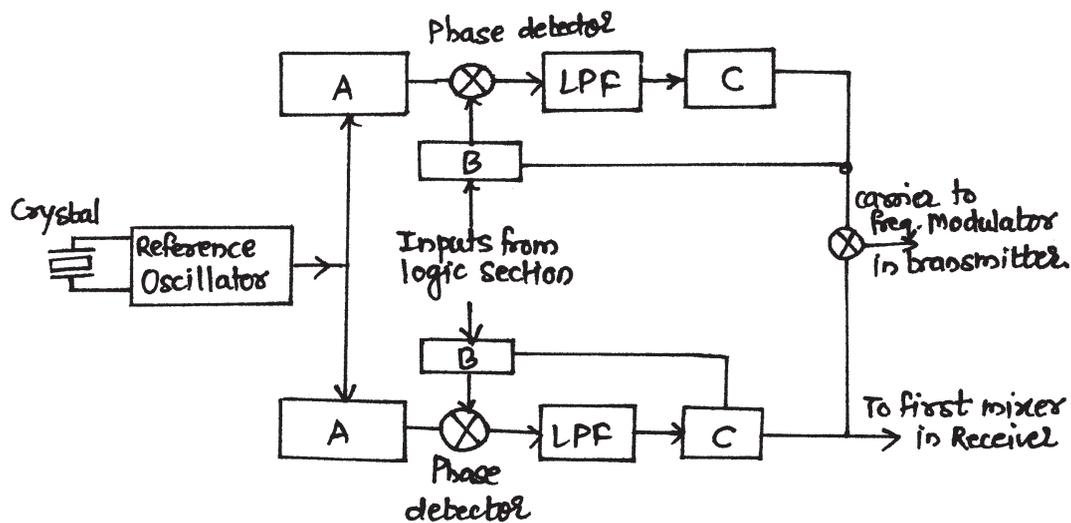 Phase detector
A
LPF
C
B
Crystal
Reference
Oscillator
Inputs from
logic section
carrier to
freq. Modulator
in transmitter.
B
A
LPF
C
To first mixer
in Receiver
Phase
detector